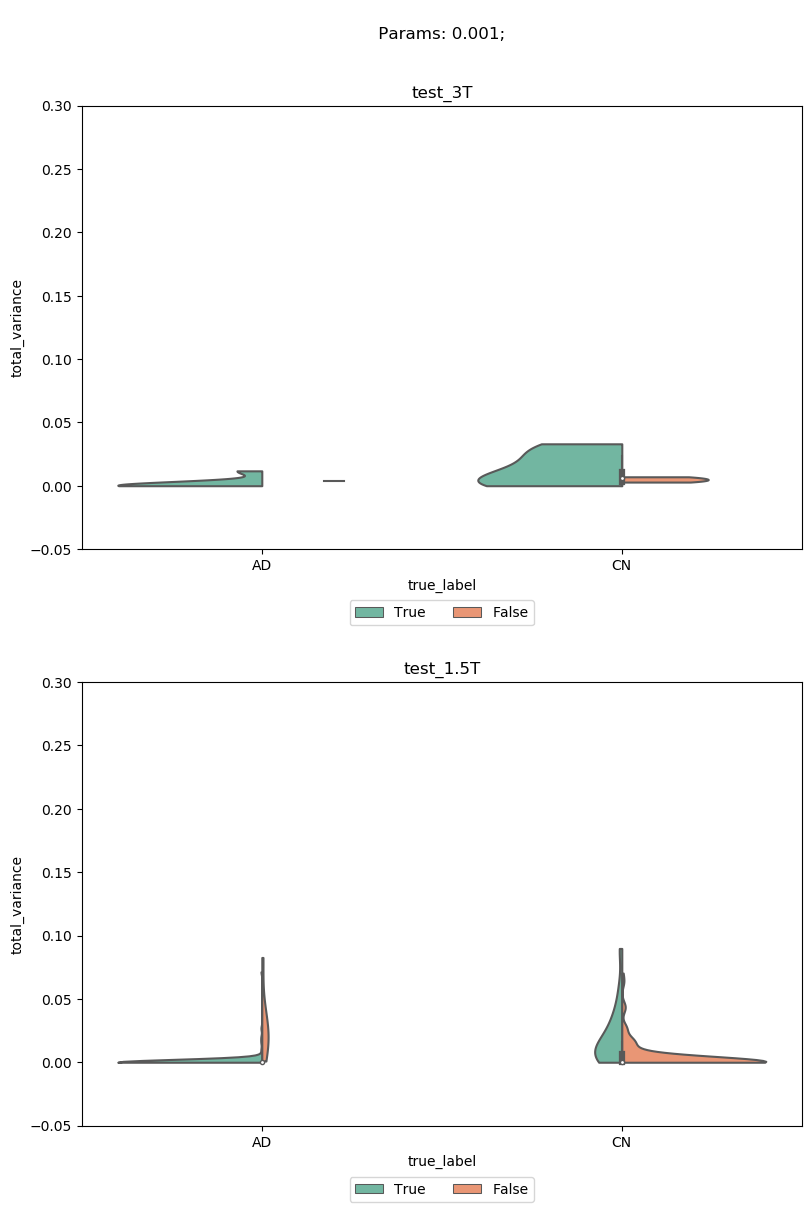 Params: 0.001;
test_3T
0.30
0.25
0.20
0.15
0.10
0.05
0.00
−0.05
total_variance
AD CN
true_label
True False
test_1.5T
0.30
0.25
0.20
0.15
0.10
0.05
0.00
−0.05
total_variance
AD CN
true_label
True False